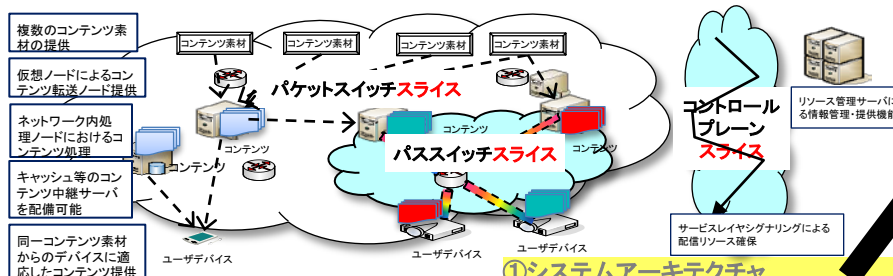 複数のコンテンツ素
材の提供
仮想ノードによるコン
テンツ転送ノード提供
ネットワーク内処
理ノードにおけるコ
ンテンツ処理
キャッシュ等のコン
テンツ中継サーバ
を配備可能
同一コンテンツ素材
からのデバイスに適
応したコンテンツ提供
コンテンツ素材
コンテンツ素材
コンテンツ素材
コンテンツ素材
パケットスイッチスライス
コンテンツ
コンテンツ
コンテンツ
コンテンツ
パススイッチスライス
ユーザデバイス
ユーザデバイス
ユーザデバイス
コントロール
プレーン
スライス
リソース管理サーバに
る情報管理・提供機能
サービスレイヤシグナリングによる
配信リソース確保
①システムアーキテクチャ